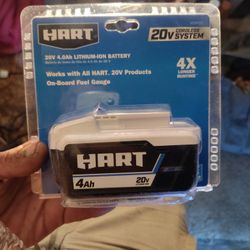 HART
20V CORDLESS
SYSTEM
20V 4.0Ah LITHIUM-ION BATTERY
4X
LONGER
RUNTIME
Works with All HART 20V Products
On-Board Fuel Gauge
HART
4Ah
20V